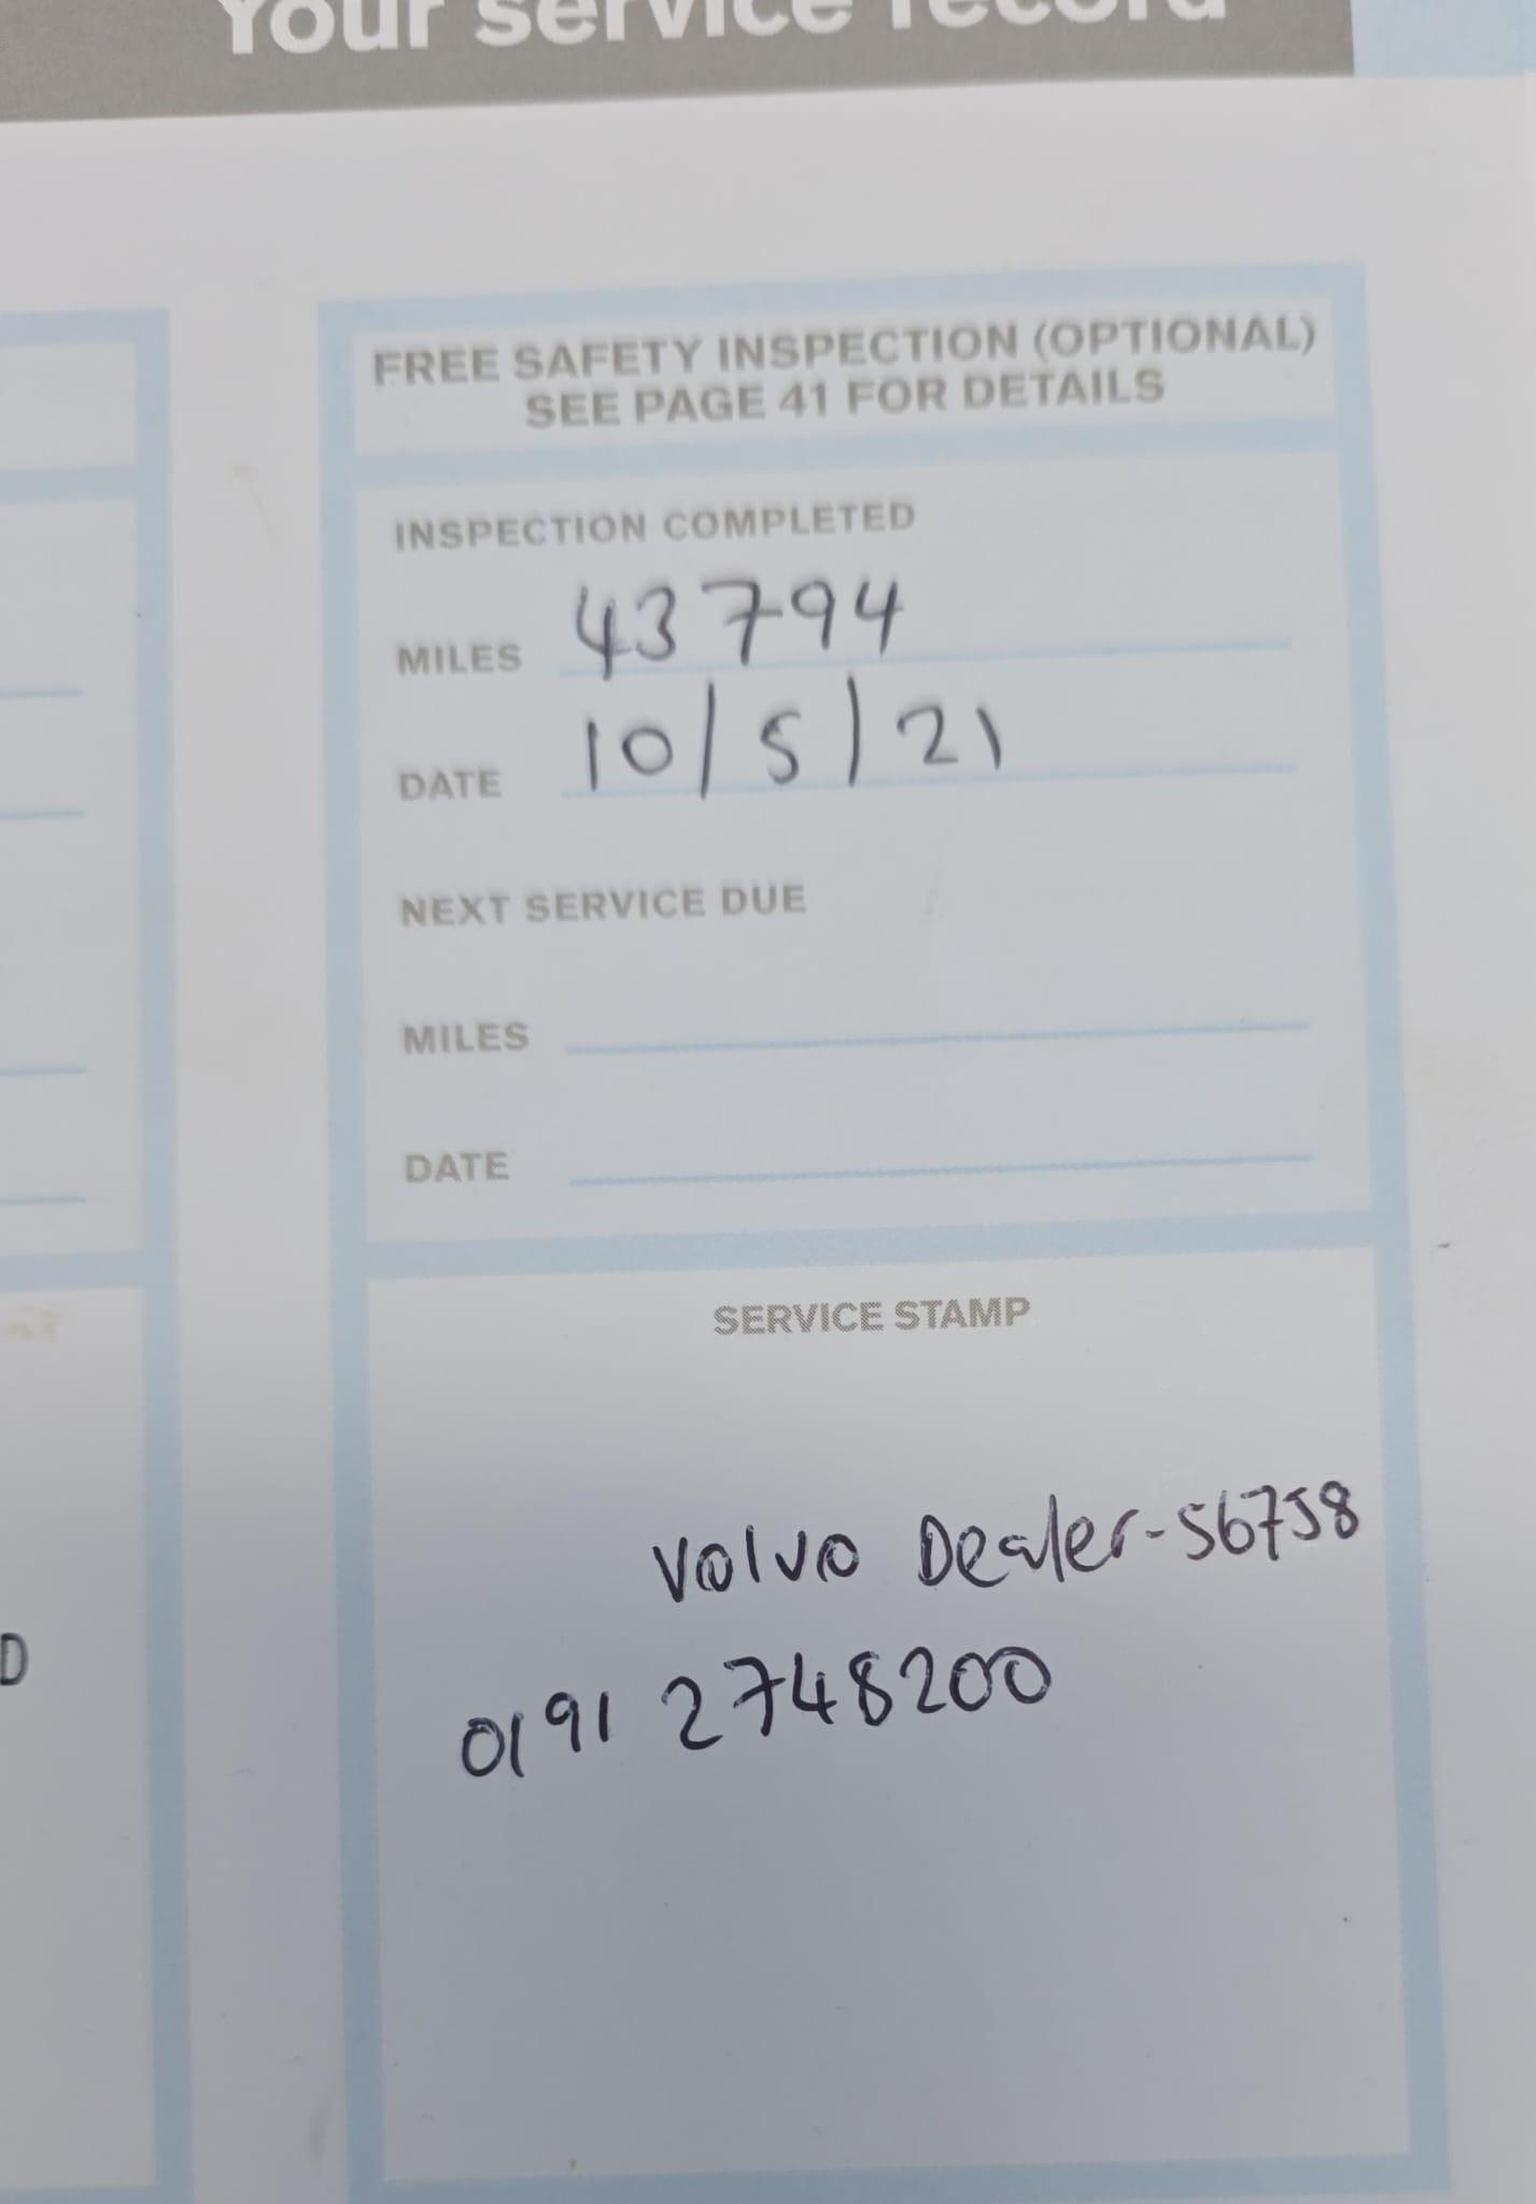 Your service record
FREE SAFETY INSPECTION (OPTIONAL)
SEE PAGE 41 FOR DETAILS
INSPECTION COMPLETED
MILES 43794
DATE 10/5/21
NEXT SERVICE DUE
MILES
DATE
SERVICE STAMP
Volvo Dealer-56758
0191 2748200
D